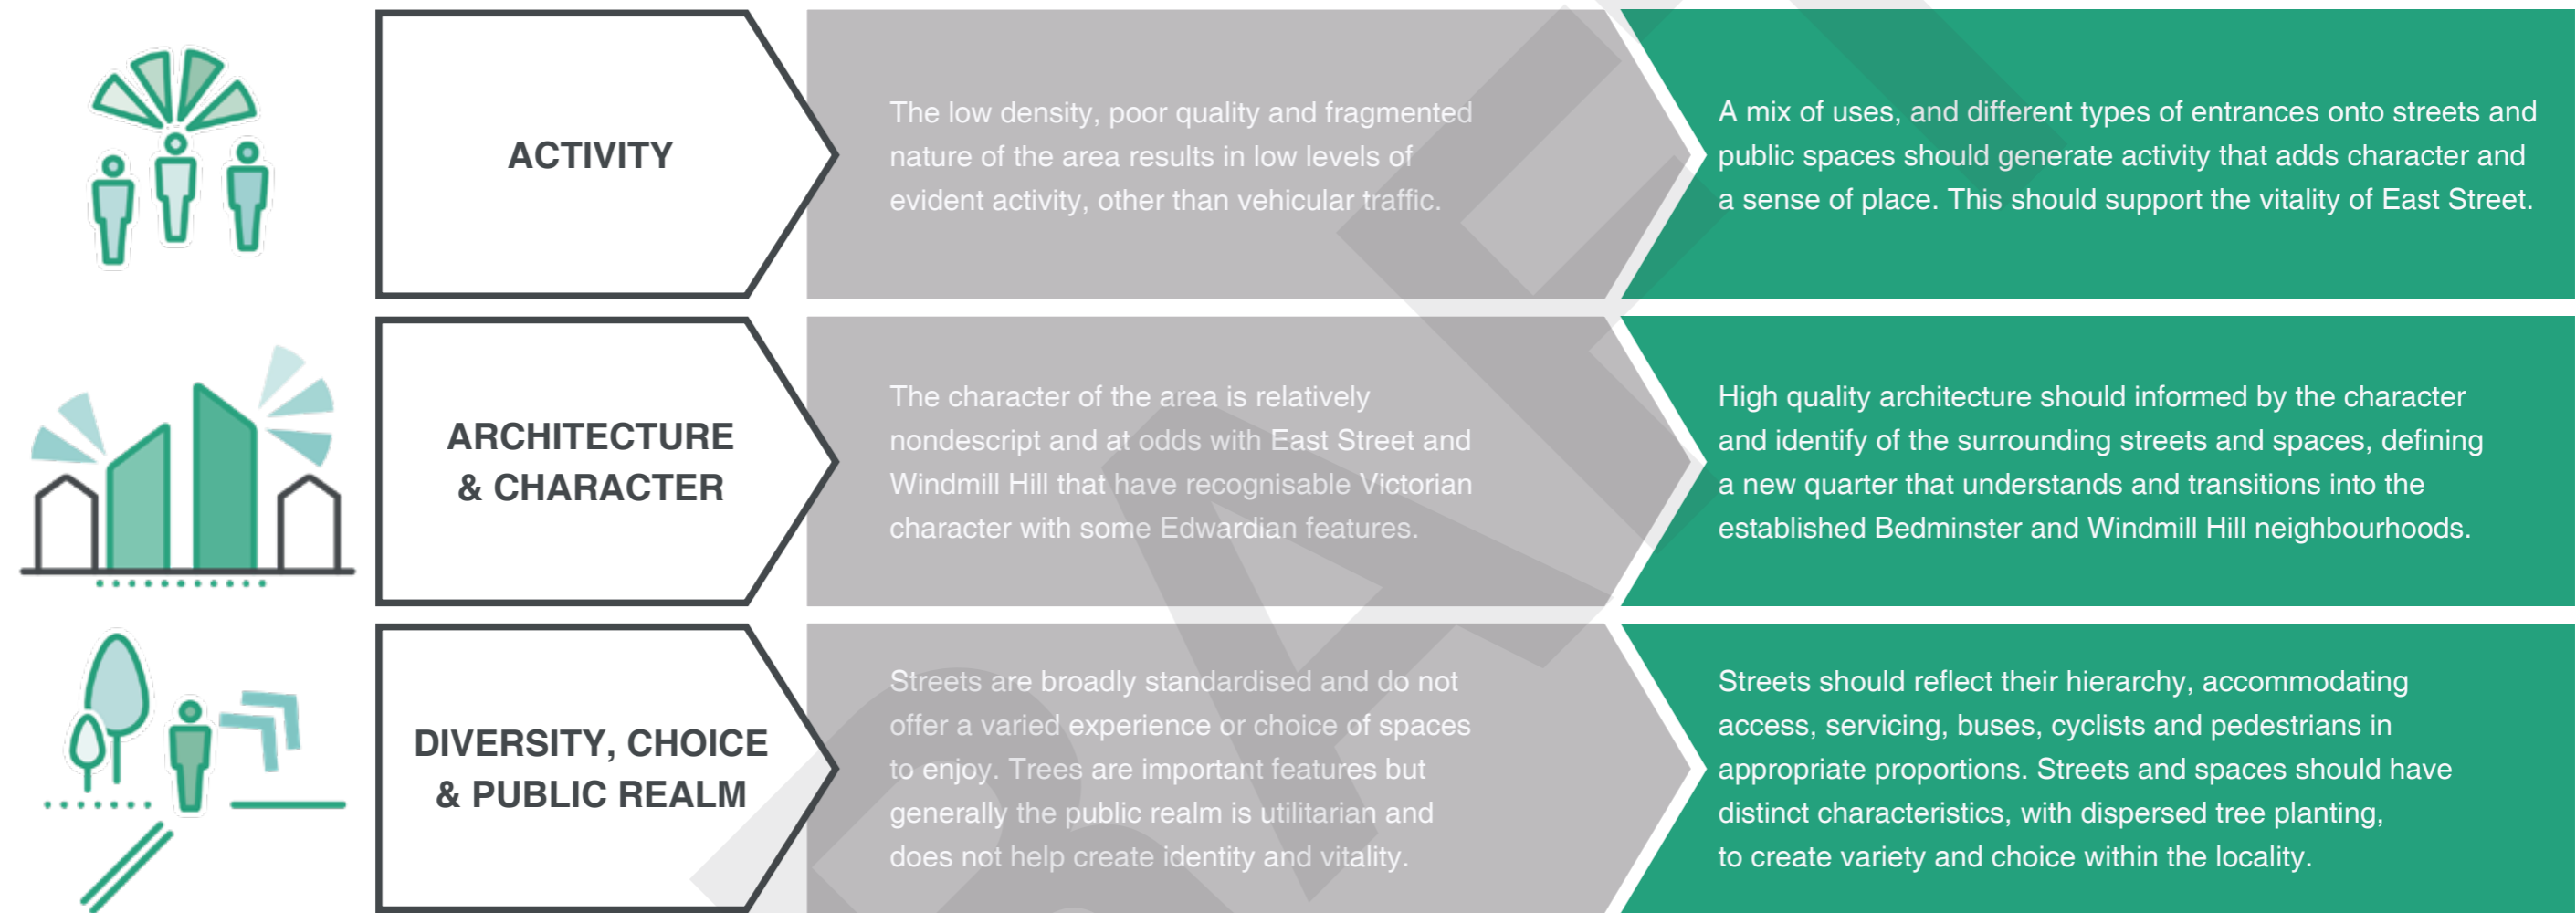 ACTIVITY
The low density, poor quality and fragmented
nature of the area results in low levels of
evident activity, other than vehicular traffic.
A mix of uses, and different types of entrances onto streets and
public spaces should generate activity that adds character and
a sense of place. This should support the vitality of East Street.
ARCHITECTURE
& CHARACTER
The character of the area is relatively
nondescript and at odds with East Street and
Windmill Hill that have recognisable Victorian
character with some Edwardian features.
High quality architecture should informed by the character
and identify of the surrounding streets and spaces, defining
a new quarter that understands and transitions into the
established Bedminster and Windmill Hill neighbourhoods.
DIVERSITY, CHOICE
& PUBLIC REALM
Streets are broadly standardised and do not
offer a varied experience or choice of spaces
to enjoy. Trees are important features but
generally the public realm is utilitarian and
does not help create identity and vitality.
Streets should reflect their hierarchy, accommodating
access, servicing, buses, cyclists and pedestrians in
appropriate proportions. Streets and spaces should have
distinct characteristics, with dispersed tree planting,
to create variety and choice within the locality.